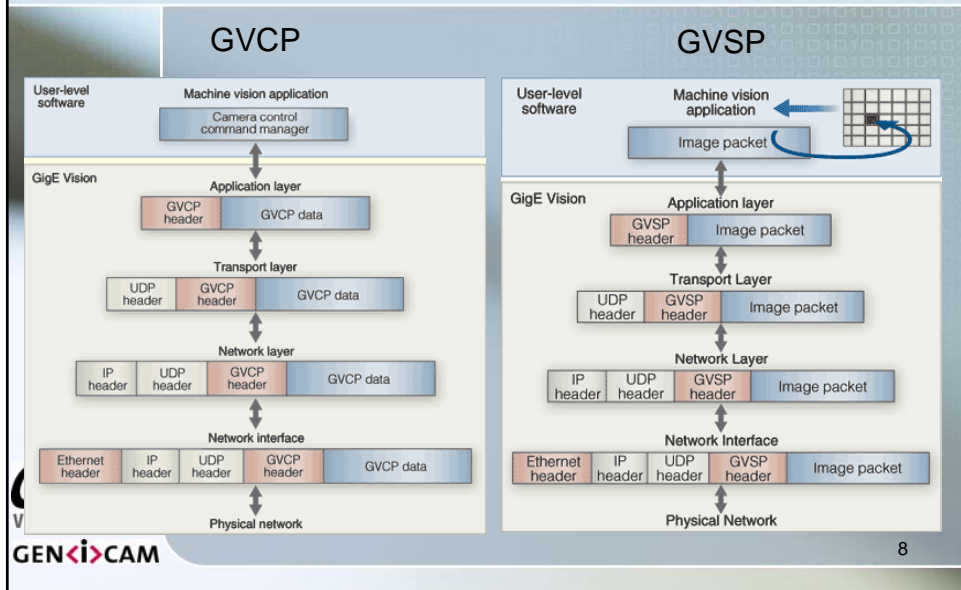 GVCP
User-level
software
Machine vision application
Camera control
command manager
GigE Vision
Application layer
GVCP
header
GVCP data
Transport layer
UDP
header
GVCP
header
GVCP data
Network layer
IP
header
UDP
header
GVCP
header
GVCP data
Network interface
Ethernet
header
IP
header
UDP
header
GVCP
header
GVCP data
Physical network
GVSP
User-level
software
Machine vision
application
Image packet
GigE Vision
Application layer
GVSP
header
Image packet
Transport Layer
UDP
header
GVSP
header
Image packet
Network Layer
IP
header
UDP
header
GVSP
header
Image packet
Network Interface
Ethernet
header
IP
header
UDP
header
GVSP
header
Image packet
Physical Network
GEN<i>CAM
8